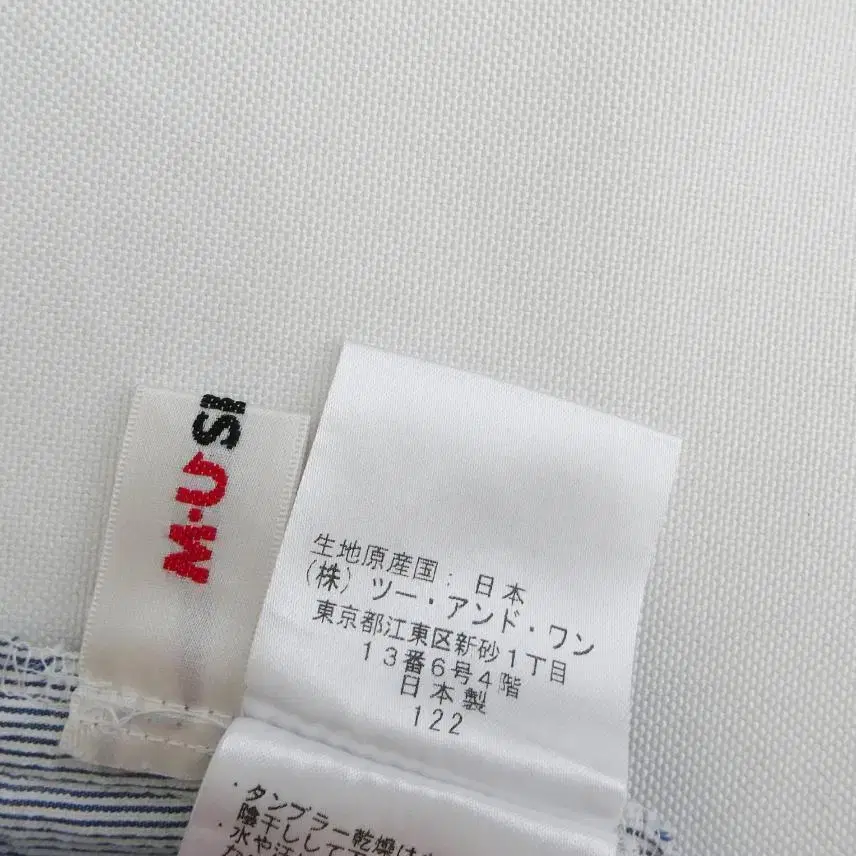 M·U SI
生地原産国：日本
(株) ツー・アンド・ワン
東京都江東区新砂1丁目
13番6号4階
日本製
122
・タンブラー乾燥は
陰干しして
・水や汗